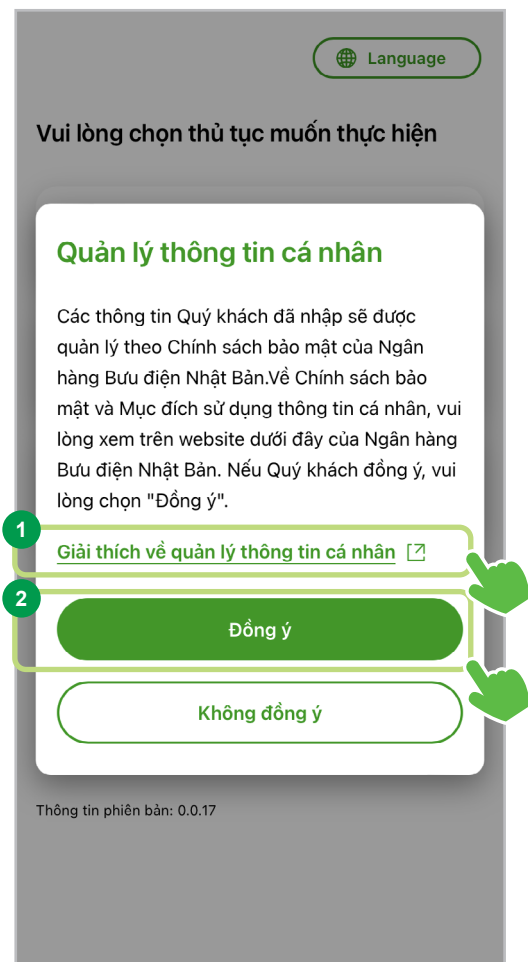 Language
Vui lòng chọn thủ tục muốn thực hiện
Quản lý thông tin cá nhân
Các thông tin Quý khách đã nhập sẽ được
quản lý theo Chính sách bảo mật của Ngân
hàng Bưu điện Nhật Bản.Về Chính sách bảo
mật và Mục đích sử dụng thông tin cá nhân, vui
lòng xem trên website dưới đây của Ngân hàng
Bưu điện Nhật Bản. Nếu Quý khách đồng ý, vui
lòng chọn "Đồng ý".
1
Giải thích về quản lý thông tin cá nhân
2
Đồng ý
Không đồng ý
Thông tin phiên bản: 0.0.17